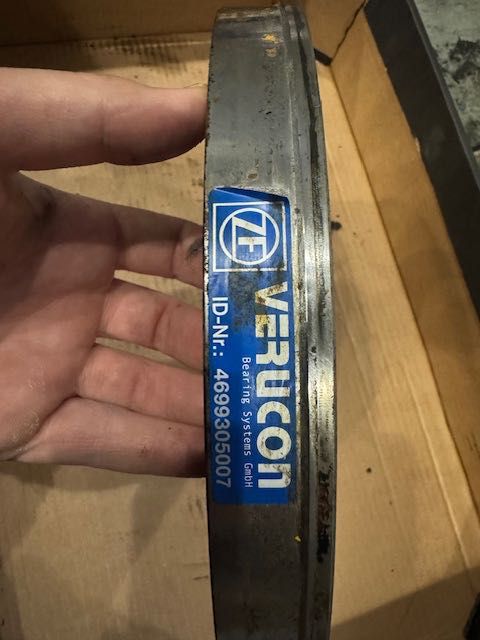 ZF
VERUCON
Bearing Systems GmbH
ID-Nr.: 4699305007